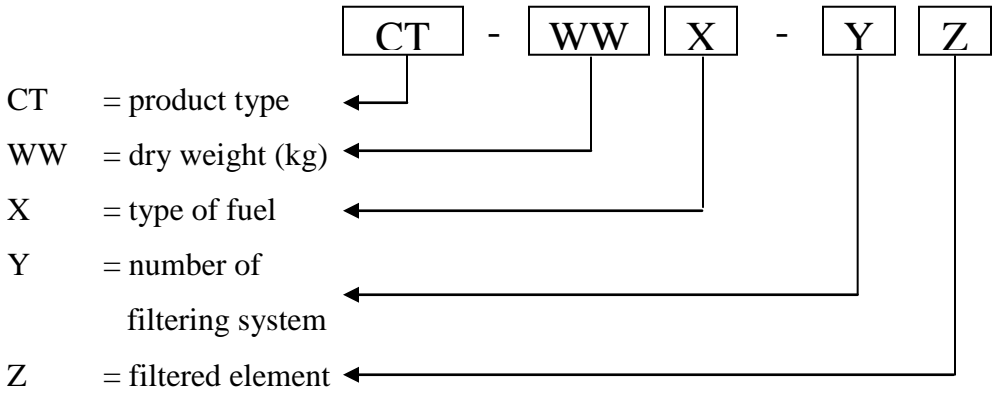 CT - WW X - Y Z
CT = product type
WW = dry weight (kg)
X = type of fuel
Y = number of
filtering system
Z = filtered element